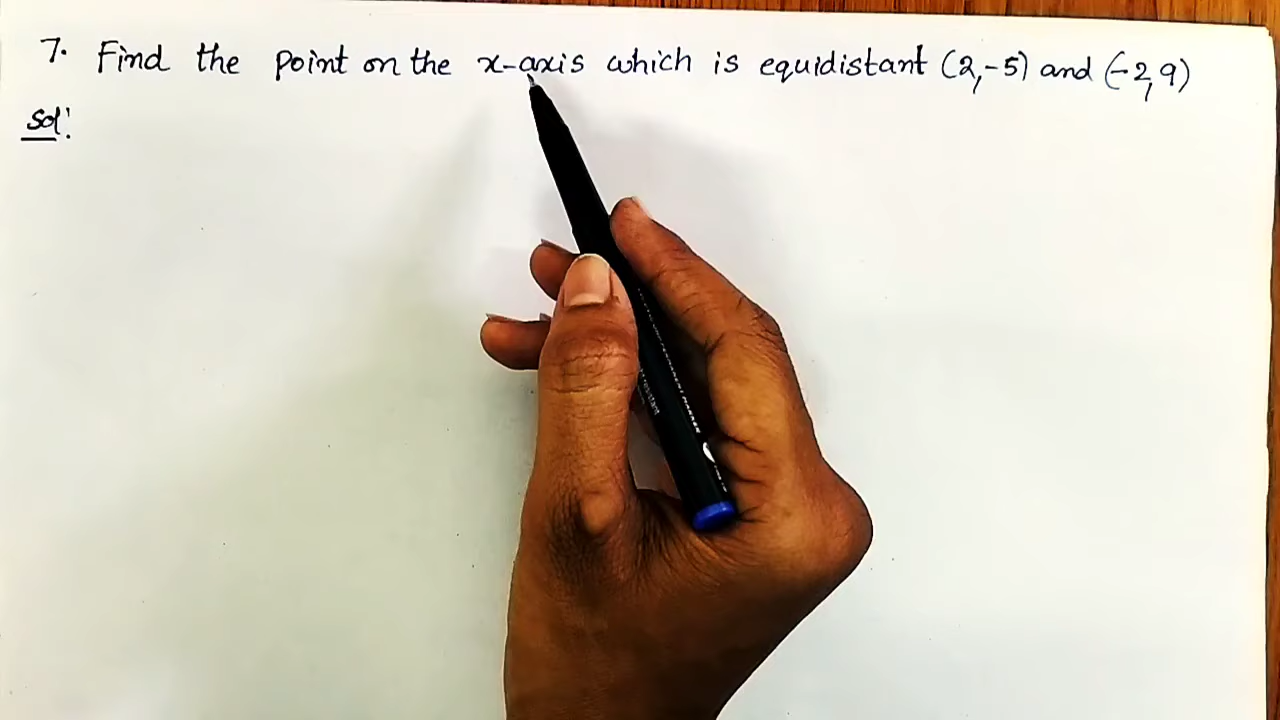 7. Find the point on the x-axis which is equidistant (2,-5) and (-2,9)
Sol: